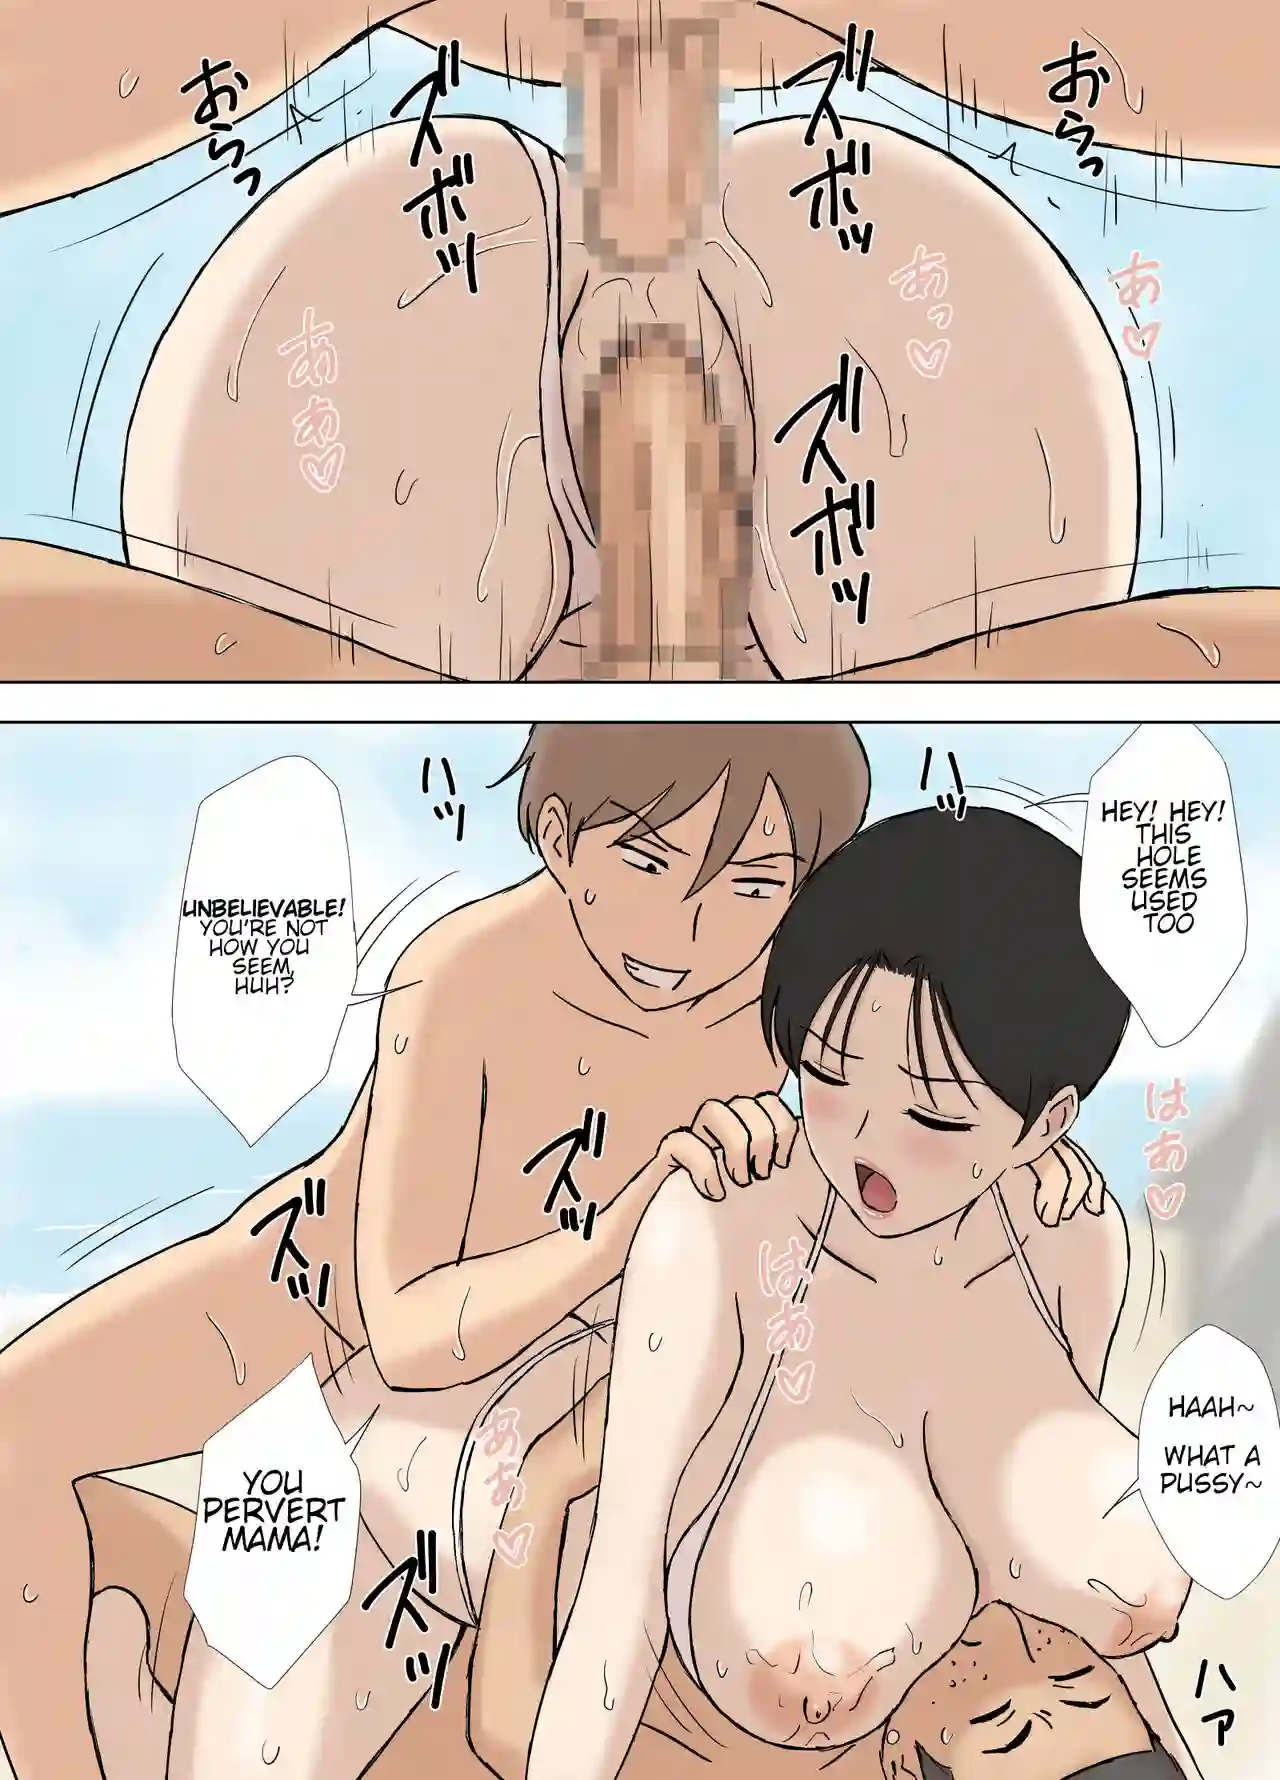 おらっ
ズボッ
ズボッ
おらっ
あっ♡
あ♡
ああ♡
ズボッ
HEY! HEY!
THIS
HOLE
SEEMS
USED
TOO
UNBELIEVABLE!
YOU'RE NOT
HOW YOU
SEEM,
HUH?
ハッ
ハッ
はあ♡
はあ♡
ズッ
ズッ
ああ♡
YOU
PERVERT
MAMA!
ズッ
HAAH~
WHAT A
PUSSY~
ハァ